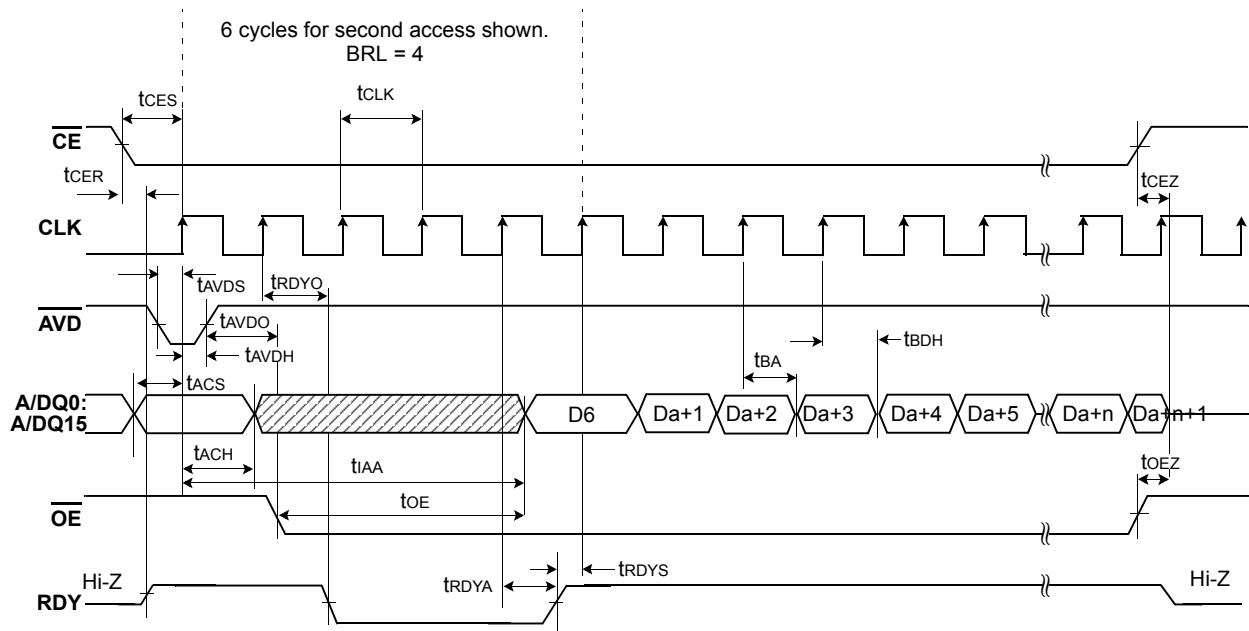 6 cycles for second access shown.
BRL = 4
tCES
tCLK
CE
tCER
tCEZ
CLK
tAVDS
tRDYO
AVD
tAVDO
tAVDH
tBDH
tBA
tACS
A/DQ0:
A/DQ15
D6
Da+1
Da+2
Da+3
Da+4
Da+5
Da+n
Da+n+1
tACH
tIAA
tOEZ
OE
tOE
Hi-Z
tRDYA
tRDYS
Hi-Z
RDY